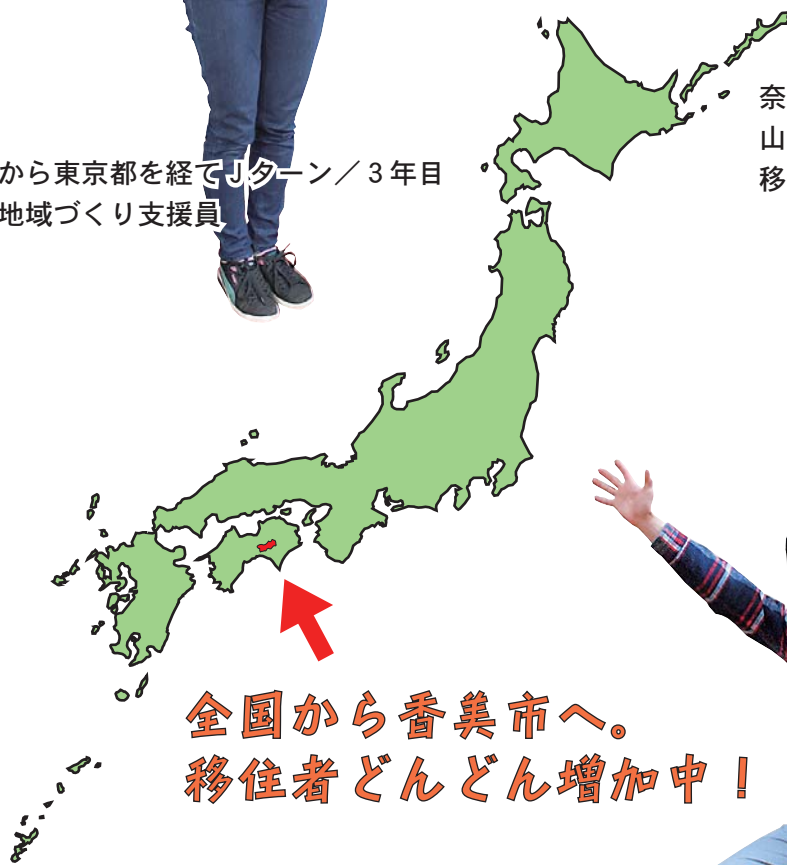 から東京都を経てJターン／3年目
地域づくり支援員
奈
山
移
全国から香美市へ。
移住者どんどん増加中！